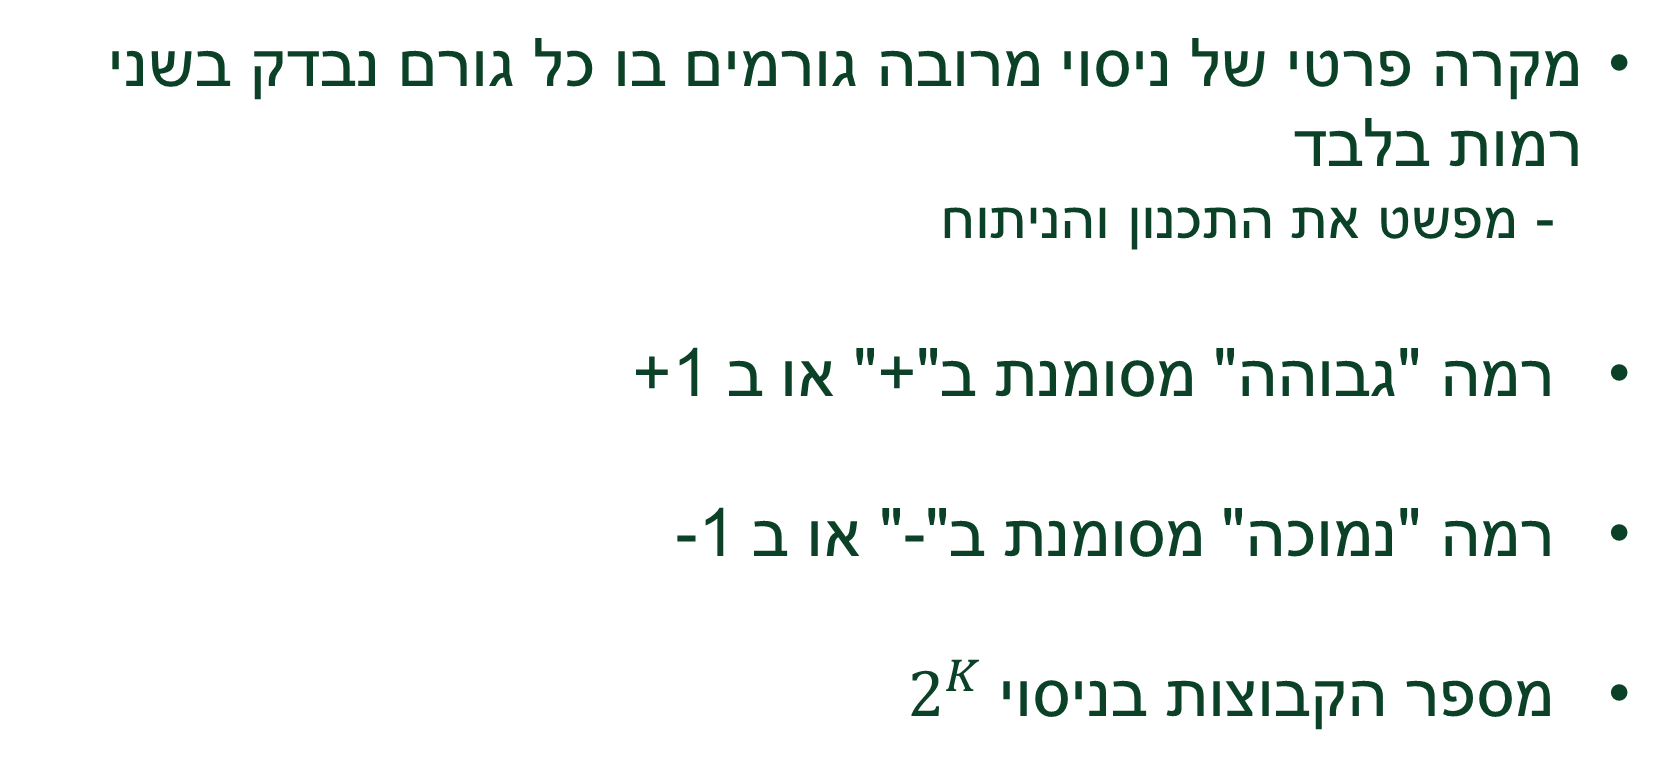 • מקרה פרטי של ניסוי מרובה גורמים בו כל גורם נבדק בשני
רמות בלבד
- מפשט את התכנון והניתוח
• רמה "גבוהה" מסומנת ב"+" או ב 1+
• רמה "נמוכה" מסומנת ב"-" או ב 1-
• מספר הקבוצות בניסוי 2^K